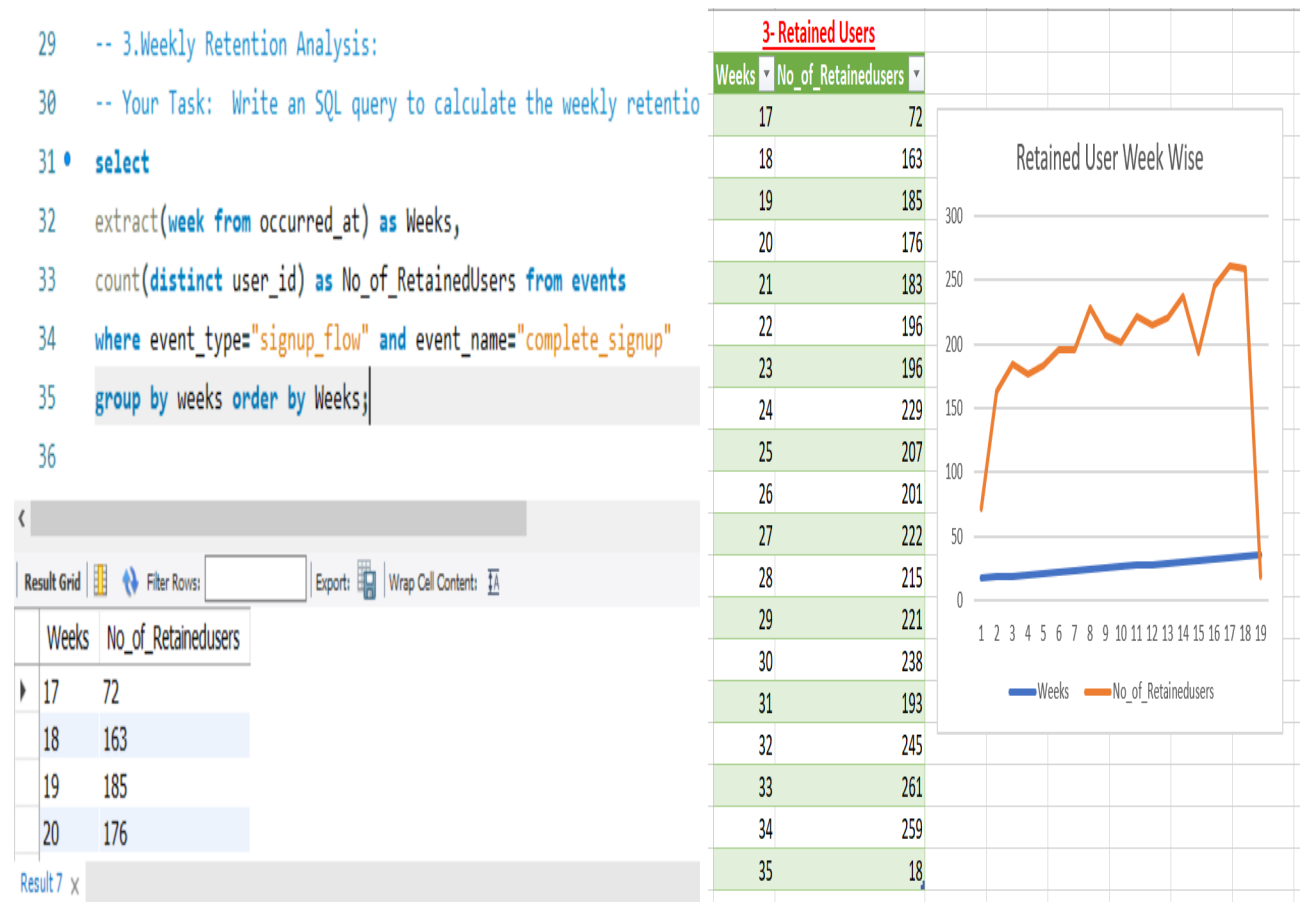 29 -- 3.Weekly Retention Analysis:
30 -- Your Task: Write an SQL query to calculate the weekly retentio
31 select
32 extract(week from occurred_at) as Weeks,
33 count(distinct user_id) as No_of_RetainedUsers from events
34 where event_type="signup_flow" and event_name="complete_signup"
35 group by weeks order by Weeks;
36
Result Grid Filter Rows: Export: Wrap Cell Content: IA
Weeks No_of_Retainedusers
17 72
18 163
19 185
20 176
Result 7 x
3- Retained Users
Weeks No_of_Retainedusers
17 72
18 163
19 185
20 176
21 183
22 196
23 196
24 229
25 207
26 201
27 222
28 215
29 221
30 238
31 193
32 245
33 261
34 259
35 18
Retained User Week Wise
300
250
200
150
100
50
0
1 2 3 4 5 6 7 8 9 10 11 12 13 14 15 16 17 18 19
Weeks No_of_Retainedusers